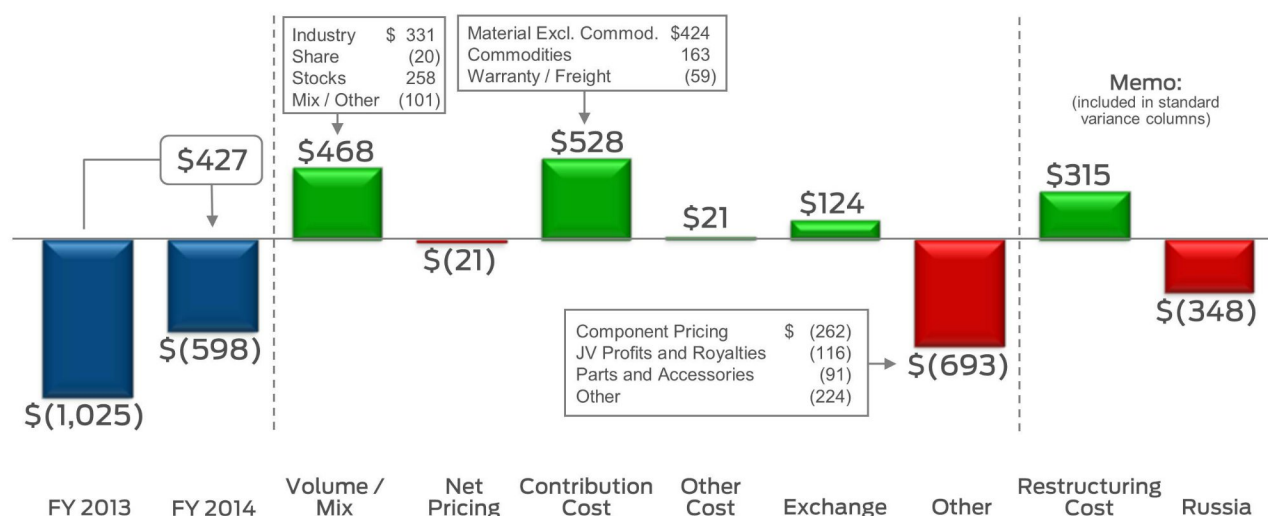 Industry $ 331
Share (20)
Stocks 258
Mix / Other (101)
Material Excl. Commod. $424
Commodities 163
Warranty / Freight (59)
Memo:
(included in standard
variance columns)
$427
$468
$528
$21
$124
$315
$(21)
$(598)
$(1,025)
Component Pricing $ (262)
JV Profits and Royalties (116)
Parts and Accessories (91)
Other (224)
$(693)
$(348)
FY 2013
FY 2014
Volume /
Mix
Net
Pricing
Contribution
Cost
Other
Cost
Exchange
Other
Restructuring
Cost
Russia